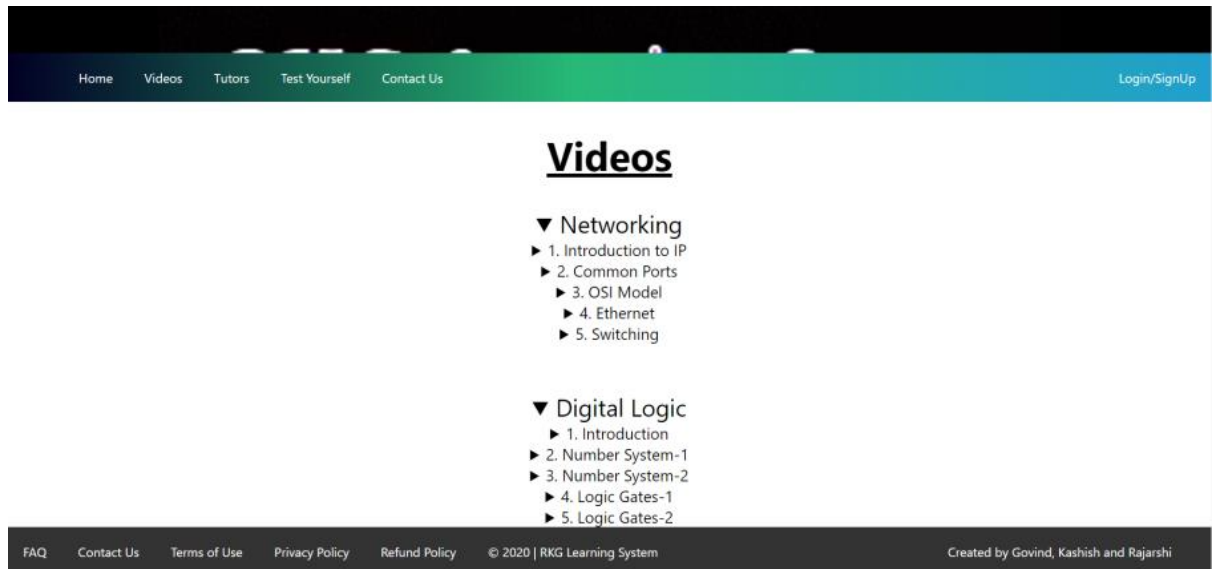 Home Videos Tutors Test Yourself Contact Us Login/SignUp
Videos
▼ Networking
▶ 1. Introduction to IP
▶ 2. Common Ports
▶ 3. OSI Model
▶ 4. Ethernet
▶ 5. Switching
▼ Digital Logic
▶ 1. Introduction
▶ 2. Number System-1
▶ 3. Number System-2
▶ 4. Logic Gates-1
▶ 5. Logic Gates-2
FAQ Contact Us Terms of Use Privacy Policy Refund Policy © 2020 | RKG Learning System Created by Govind, Kashish and Rajarshi